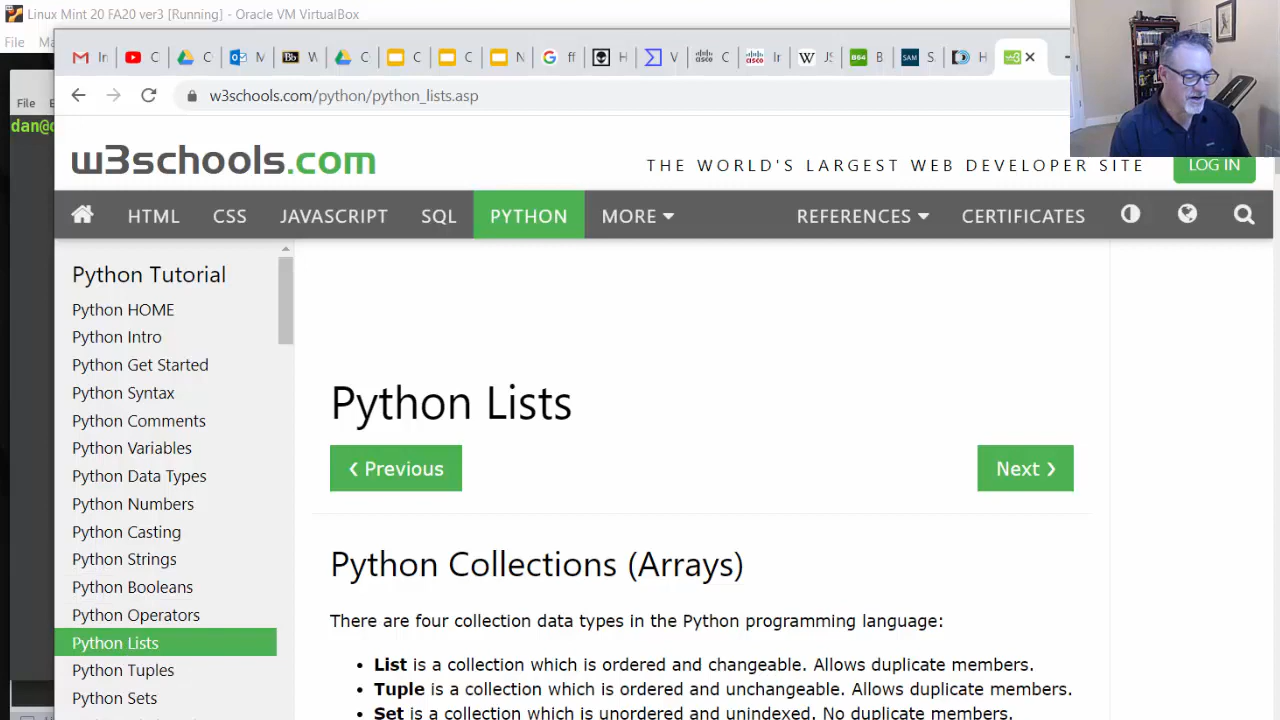 Linux Mint 20 FA20 ver3 [Running] - Oracle VM VirtualBox
File Ma
w3schools.com/python/python_lists.asp
File E
dan@
w3schools.com
THE WORLD'S LARGEST WEB DEVELOPER SITE
LOG IN
HTML CSS JAVASCRIPT SQL PYTHON MORE REFERENCES CERTIFICATES
Python Tutorial
Python HOME
Python Intro
Python Get Started
Python Syntax
Python Comments
Python Variables
Python Data Types
Python Numbers
Python Casting
Python Strings
Python Booleans
Python Operators
Python Lists
Python Tuples
Python Sets
Python Lists
❮ Previous
Next ❯
Python Collections (Arrays)
There are four collection data types in the Python programming language:
• List is a collection which is ordered and changeable. Allows duplicate members.
• Tuple is a collection which is ordered and unchangeable. Allows duplicate members.
• Set is a collection which is unordered and unindexed. No duplicate members.